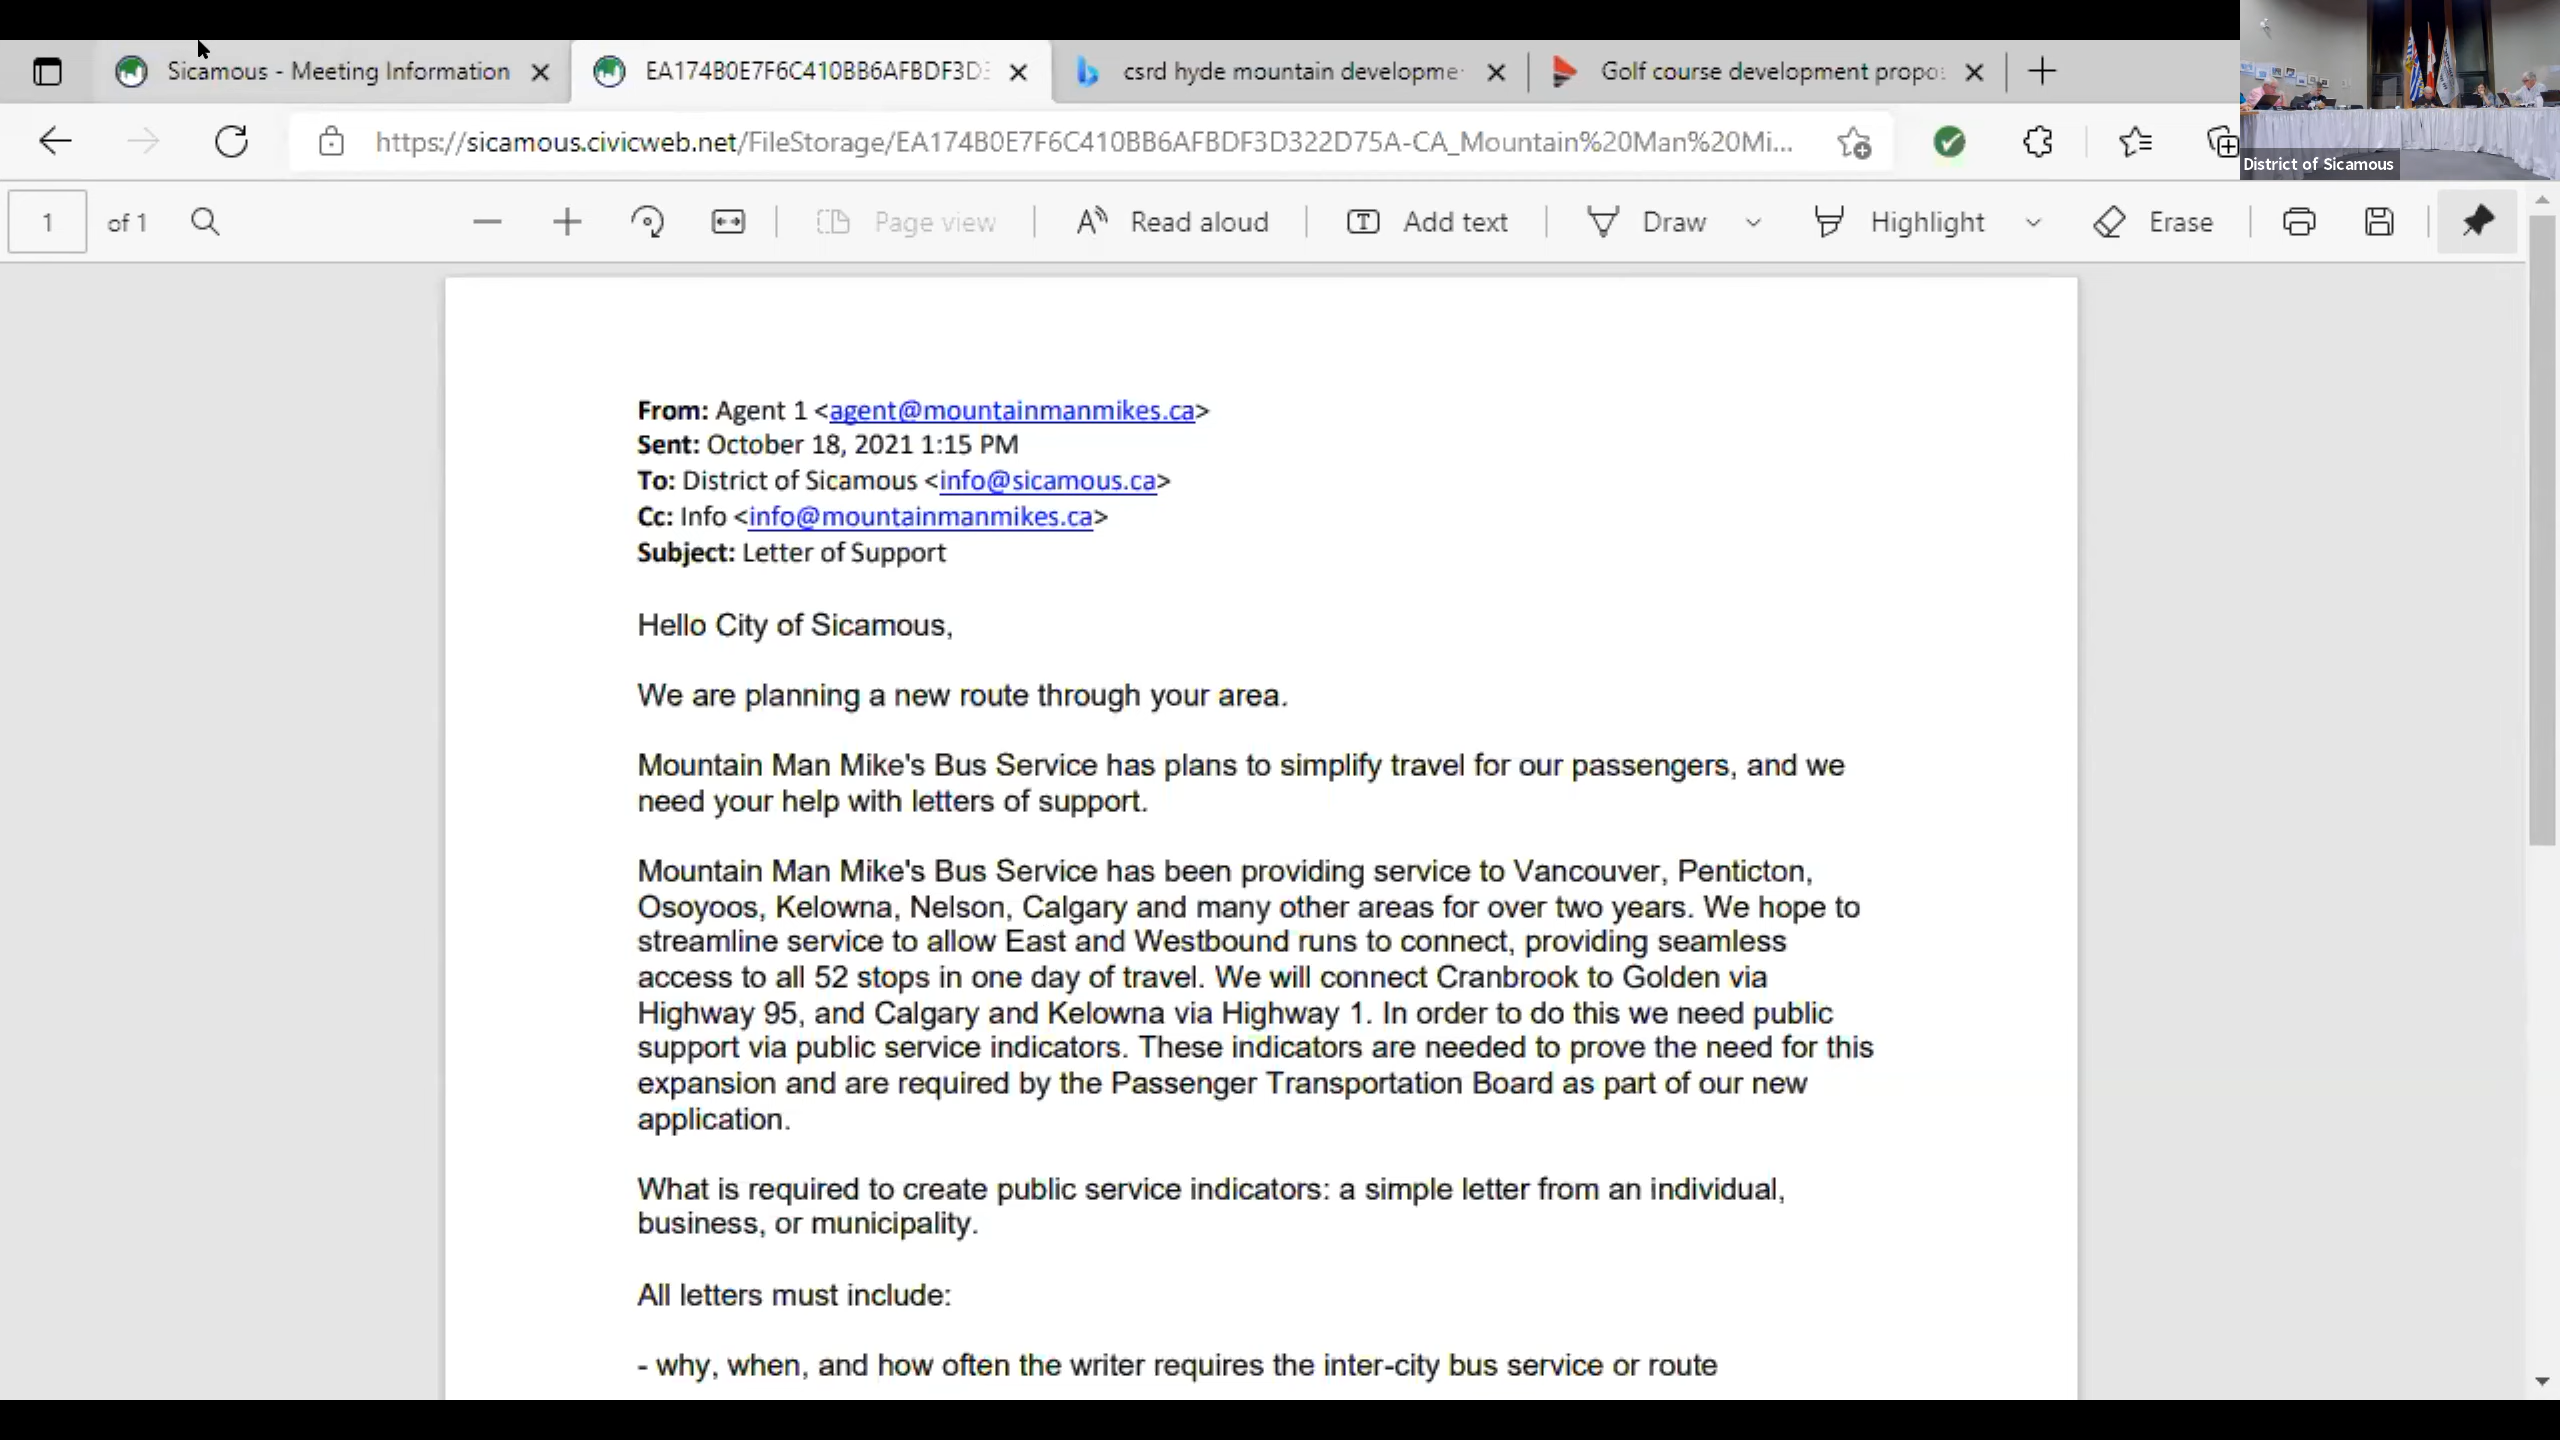 Sicamous - Meeting Information
EA174B0E7F6C410BB6AFBDF3D3
csrd hyde mountain developme
Golf course development propo
https://sicamous.civicweb.net/FileStorage/EA174B0E7F6C410BB6AFBDF3D322D75A-CA_Mountain%20Man%20Mi...
District of Sicamous
1 of 1
Page view
Read aloud
Add text
Draw
Highlight
Erase
From: Agent 1 <agent@mountainmanmikes.ca>
Sent: October 18, 2021 1:15 PM
To: District of Sicamous <info@sicamous.ca>
Cc: Info <info@mountainmanmikes.ca>
Subject: Letter of Support
Hello City of Sicamous,
We are planning a new route through your area.
Mountain Man Mike's Bus Service has plans to simplify travel for our passengers, and we
need your help with letters of support.
Mountain Man Mike's Bus Service has been providing service to Vancouver, Penticton,
Osoyoos, Kelowna, Nelson, Calgary and many other areas for over two years. We hope to
streamline service to allow East and Westbound runs to connect, providing seamless
access to all 52 stops in one day of travel. We will connect Cranbrook to Golden via
Highway 95, and Calgary and Kelowna via Highway 1. In order to do this we need public
support via public service indicators. These indicators are needed to prove the need for this
expansion and are required by the Passenger Transportation Board as part of our new
application.
What is required to create public service indicators: a simple letter from an individual,
business, or municipality.
All letters must include:
- why, when, and how often the writer requires the inter-city bus service or route